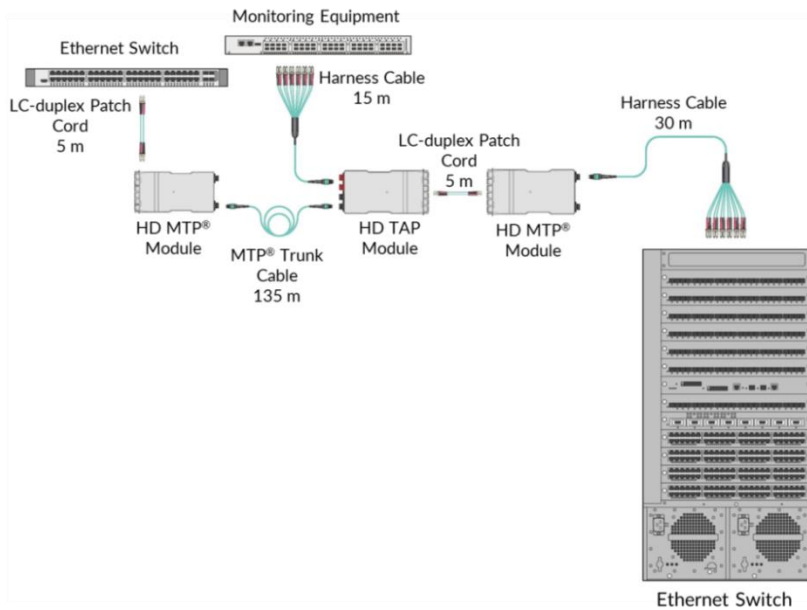 Monitoring Equipment
Ethernet Switch
Harness Cable
15 m
LC-duplex Patch
Cord
5 m
Harness Cable
30 m
LC-duplex Patch
Cord
5 m
HD MTP®
Module
MTP® Trunk
Cable
135 m
HD TAP
Module
HD MTP®
Module
Ethernet Switch